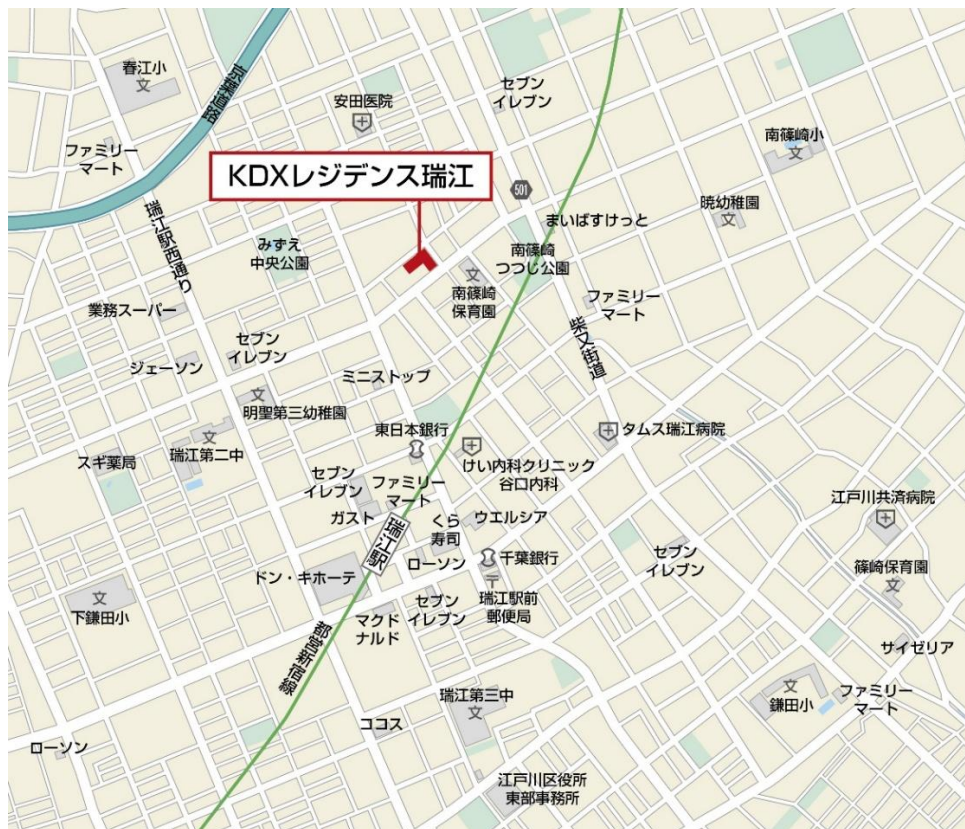 春江小
京葉道路
安田医院
セブン
イレブン
ファミリー
マート
南篠崎小
KDXレジデンス瑞江
501
暁幼稚園
まいばすけっと
瑞江駅西通り
みずえ
中央公園
南篠崎
つつじ公園
南篠崎
保育園
ファミリー
マート
業務スーパー
柴又街道
セブン
イレブン
ジェーソン
ミニストップ
明聖第三幼稚園
東日本銀行
タムス瑞江病院
瑞江第二中
スギ薬局
けい内科クリニック
谷口内科
セブン
イレブン
ファミリー
マート
江戸川共済病院
ガスト
くら
寿司
ウエルシア
瑞江駅
ローソン
千葉銀行
セブン
イレブン
篠崎保育園
ドン・キホーテ
瑞江駅前
郵便局
セブン
イレブン
マクド
ナルド
下鎌田小
都営新宿線
サイゼリア
瑞江第三中
鎌田小
ファミリー
マート
ココス
ローソン
江戸川区役所
東部事務所